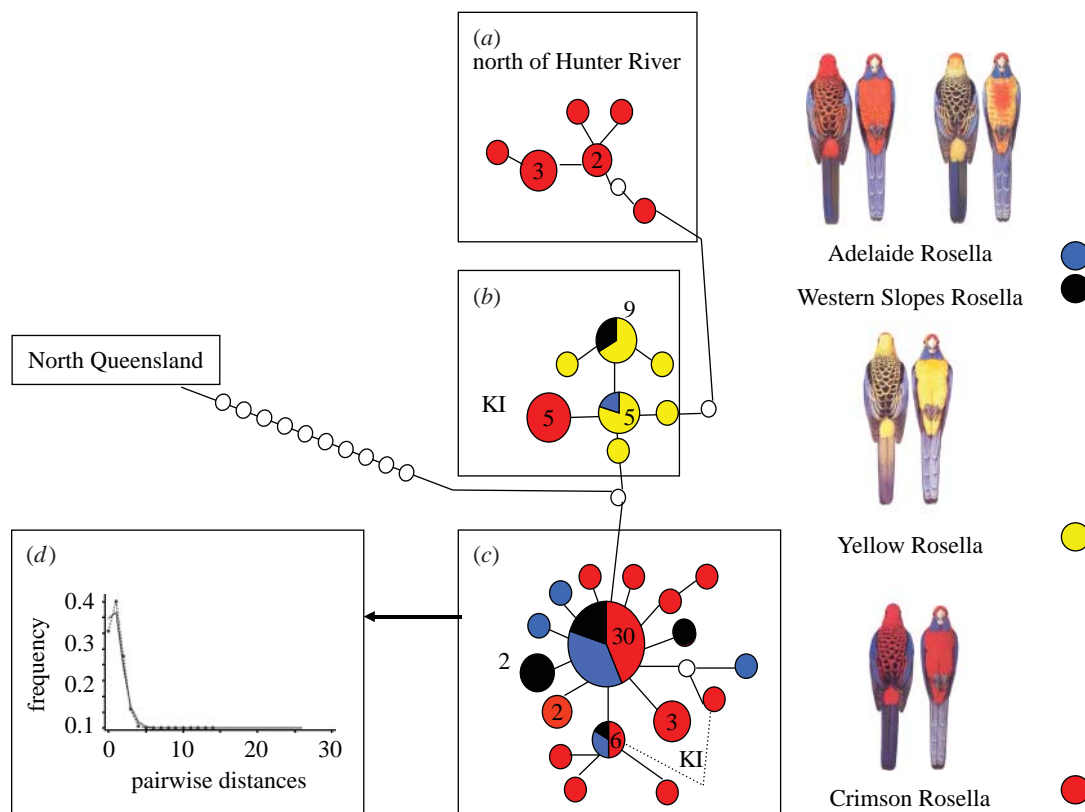 (a)
north of Hunter River
3
2
Adelaide Rosella
Western Slopes Rosella
(b)
9
North Queensland
KI
5
5
Yellow Rosella
(d)
0.4
0.3
0.2
0.1
frequency
0
10
20
30
pairwise distances
(c)
30
2
2
3
6
KI
Crimson Rosella